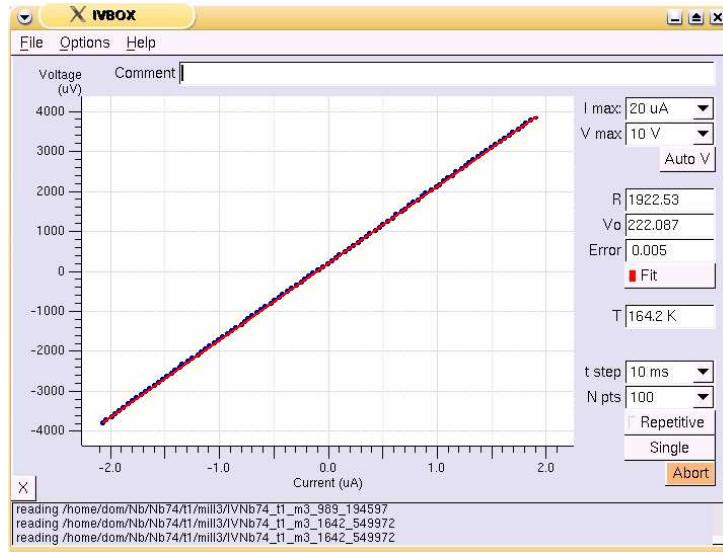 IVBOX
File Options Help
Voltage (uV)
Comment
4000
3000
2000
1000
0
-1000
-2000
-3000
-4000
-2.0 -1.0 0.0 1.0 2.0
Current (uA)
I max: 20 uA
V max 10 V
Auto V
R 1922.53
Vo 222.087
Error 0.005
Fit
T 164.2 K
t step 10 ms
N pts 100
Repetitive
Single
Abort
X
reading /home/dom/Nb/Nb74/t1/mill3/IVNb74_t1_m3_989_194597
reading /home/dom/Nb/Nb74/t1/mill3/IVNb74_t1_m3_1642_549972
reading /home/dom/Nb/Nb74/t1/mill3/IVNb74_t1_m3_1642_549972